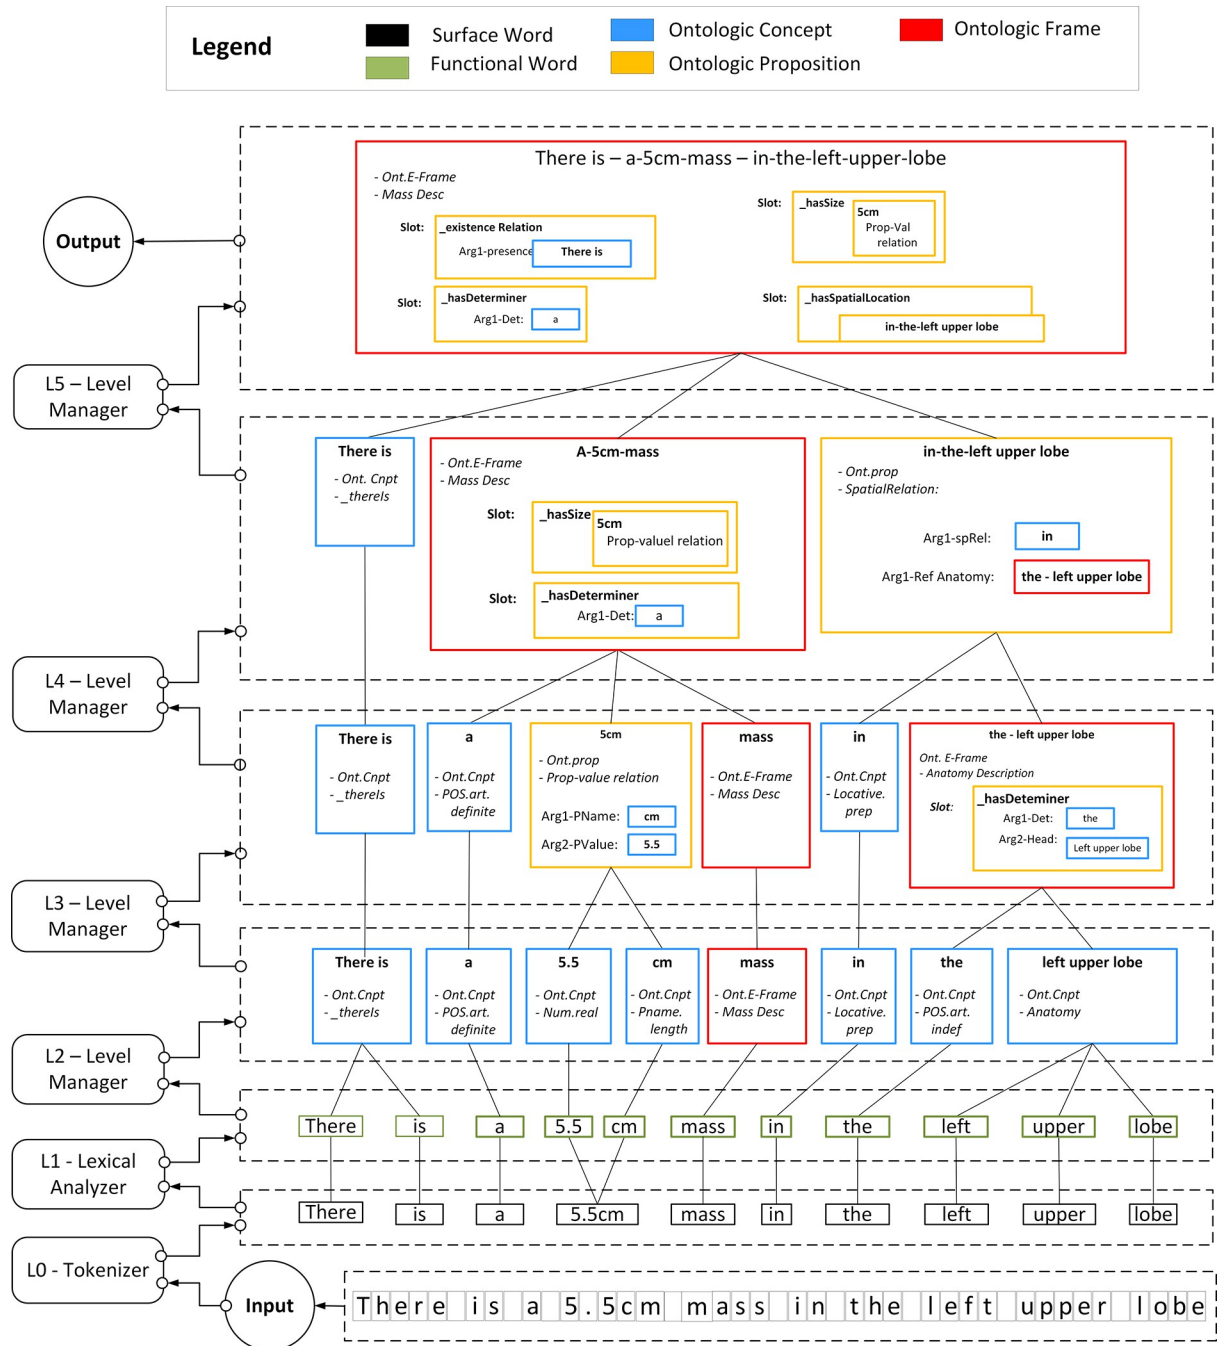 Legend
Surface Word
Functional Word
Ontologic Concept
Ontologic Proposition
Ontologic Frame
There is – a-5cm-mass – in-the-left-upper-lobe
- Ont.E-Frame
- Mass Desc
Slot:
_existence Relation
Arg1-presence
There is
Slot:
_hasSize
5cm
Prop-Val
relation
Slot:
_hasDeterminer
Arg1-Det:
a
Slot:
_hasSpatialLocation
in-the-left upper lobe
Output
L5 – Level
Manager
There is
- Ont. Cnpt
- _thereIs
A-5cm-mass
- Ont.E-Frame
- Mass Desc
Slot:
_hasSize
5cm
Prop-valuel relation
Slot:
_hasDeterminer
Arg1-Det:
a
in-the-left upper lobe
- Ont.prop
- SpatialRelation:
Arg1-spRel:
in
Arg1-Ref Anatomy:
the - left upper lobe
L4 – Level
Manager
There is
- Ont.Cnpt
- _thereIs
a
- Ont.Cnpt
- POS.art.
definite
5cm
- Ont.prop
- Prop-value relation
Arg1-PName:
cm
Arg2-PValue:
5.5
mass
- Ont.E-Frame
- Mass Desc
in
- Ont.Cnpt
- Locative.
prep
the - left upper lobe
Ont. E-Frame
- Anatomy Description
Slot:
_hasDeteminer
Arg1-Det:
the
Arg2-Head:
Left upper lobe
L3 – Level
Manager
There is
- Ont.Cnpt
- _thereIs
a
- Ont.Cnpt
- POS.art.
definite
5.5
- Ont.Cnpt
- Num.real
cm
- Ont.Cnpt
- Pname.
length
mass
- Ont.E-Frame
- Mass Desc
in
- Ont.Cnpt
- Locative.
prep
the
- Ont.Cnpt
- POS.art.
indef
left upper lobe
- Ont.Cnpt
- Anatomy
L2 – Level
Manager
There is a 5.5 cm mass in the left upper lobe
L1 - Lexical
Analyzer
There is a 5.5cm mass in the left upper lobe
L0 - Tokenizer
Input
There is a 5.5cm mass in the left upper lobe